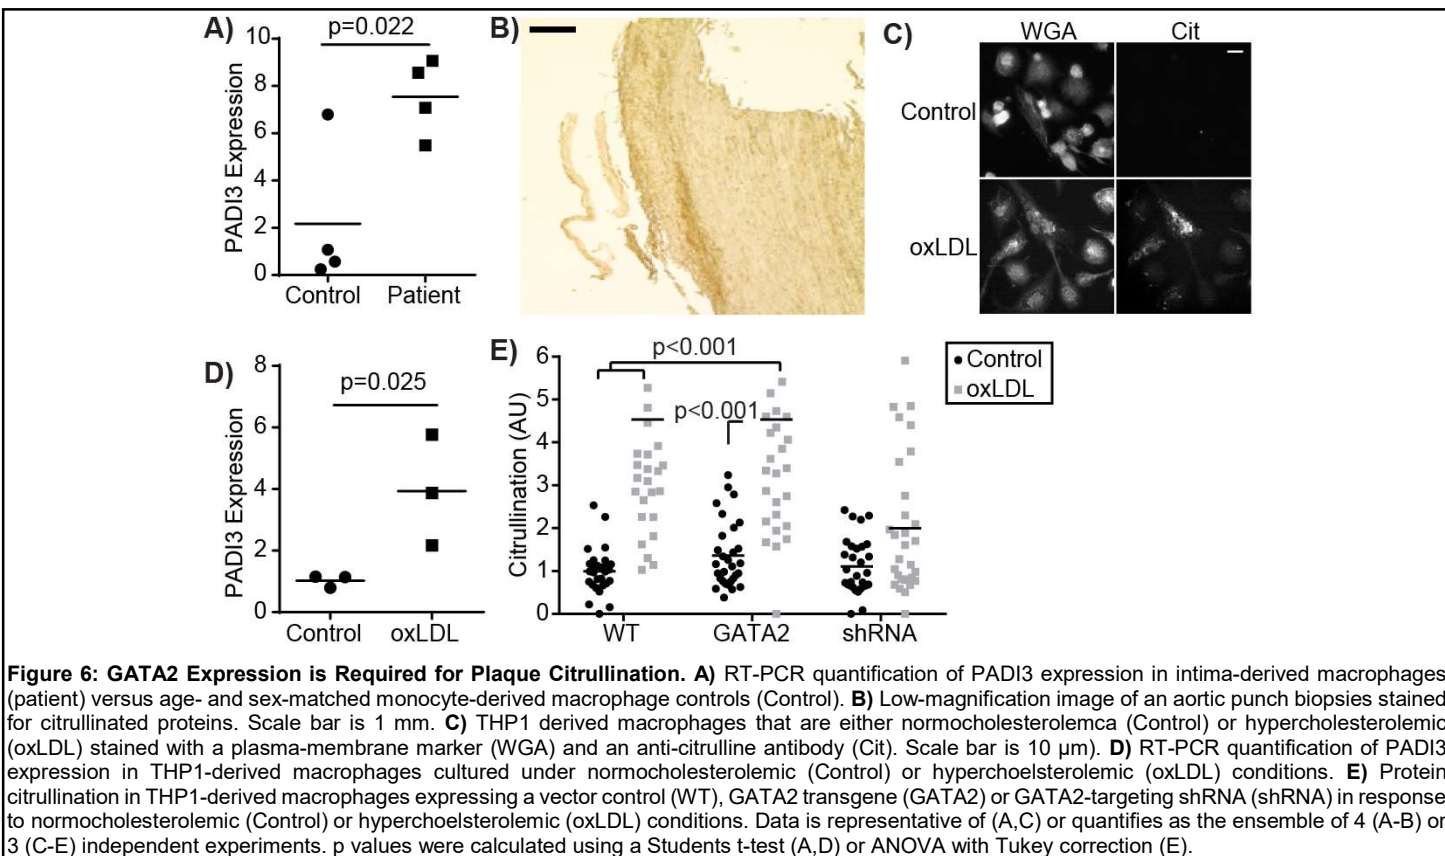 A)
p=0.022
PADI3 Expression
10
8
6
4
2
0
Control Patient
B)
C)
WGA Cit
Control
oxLDL
D)
p=0.025
PADI3 Expression
8
6
4
2
0
Control oxLDL
E)
p<0.001
p<0.001
Citrullination (AU)
6
5
4
3
2
1
0
WT GATA2 shRNA
Control
oxLDL
Figure 6: GATA2 Expression is Required for Plaque Citrullination. A) RT-PCR quantification of PADI3 expression in intima-derived macrophages
(patient) versus age- and sex-matched monocyte-derived macrophage controls (Control). B) Low-magnification image of an aortic punch biopsies stained
for citrullinated proteins. Scale bar is 1 mm. C) THP1 derived macrophages that are either normocholesterolemca (Control) or hypercholesterolemic
(oxLDL) stained with a plasma-membrane marker (WGA) and an anti-citrulline antibody (Cit). Scale bar is 10 µm). D) RT-PCR quantification of PADI3
expression in THP1-derived macrophages cultured under normocholesterolemic (Control) or hyperchoelsterolemic (oxLDL) conditions. E) Protein
citrullination in THP1-derived macrophages expressing a vector control (WT), GATA2 transgene (GATA2) or GATA2-targeting shRNA (shRNA) in response
to normocholesterolemic (Control) or hyperchoelsterolemic (oxLDL) conditions. Data is representative of (A,C) or quantifies as the ensemble of 4 (A-B) or
3 (C-E) independent experiments. p values were calculated using a Students t-test (A,D) or ANOVA with Tukey correction (E).